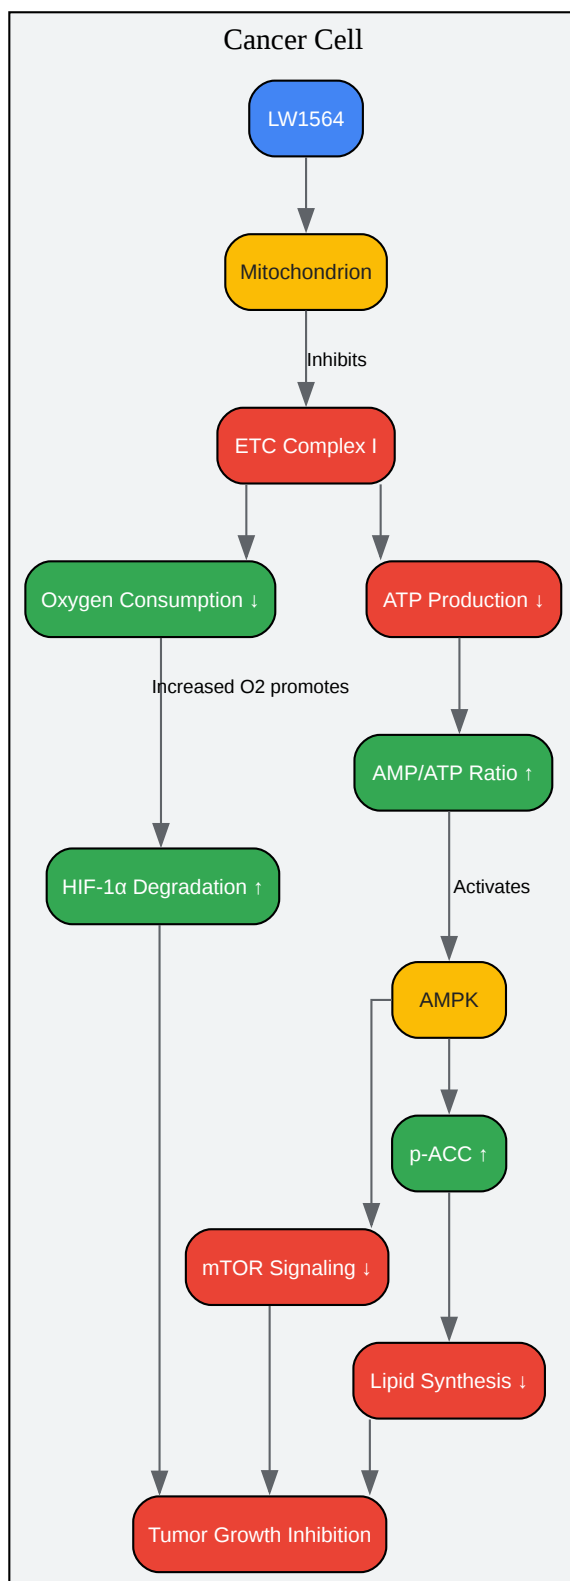 Cancer Cell
LW1564
Mitochondrion
Inhibits
ETC Complex I
Oxygen Consumption ↓
ATP Production ↓
Increased O2 promotes
AMP/ATP Ratio ↑
HIF-1α Degradation ↑
Activates
AMPK
p-ACC ↑
mTOR Signaling ↓
Lipid Synthesis ↓
Tumor Growth Inhibition